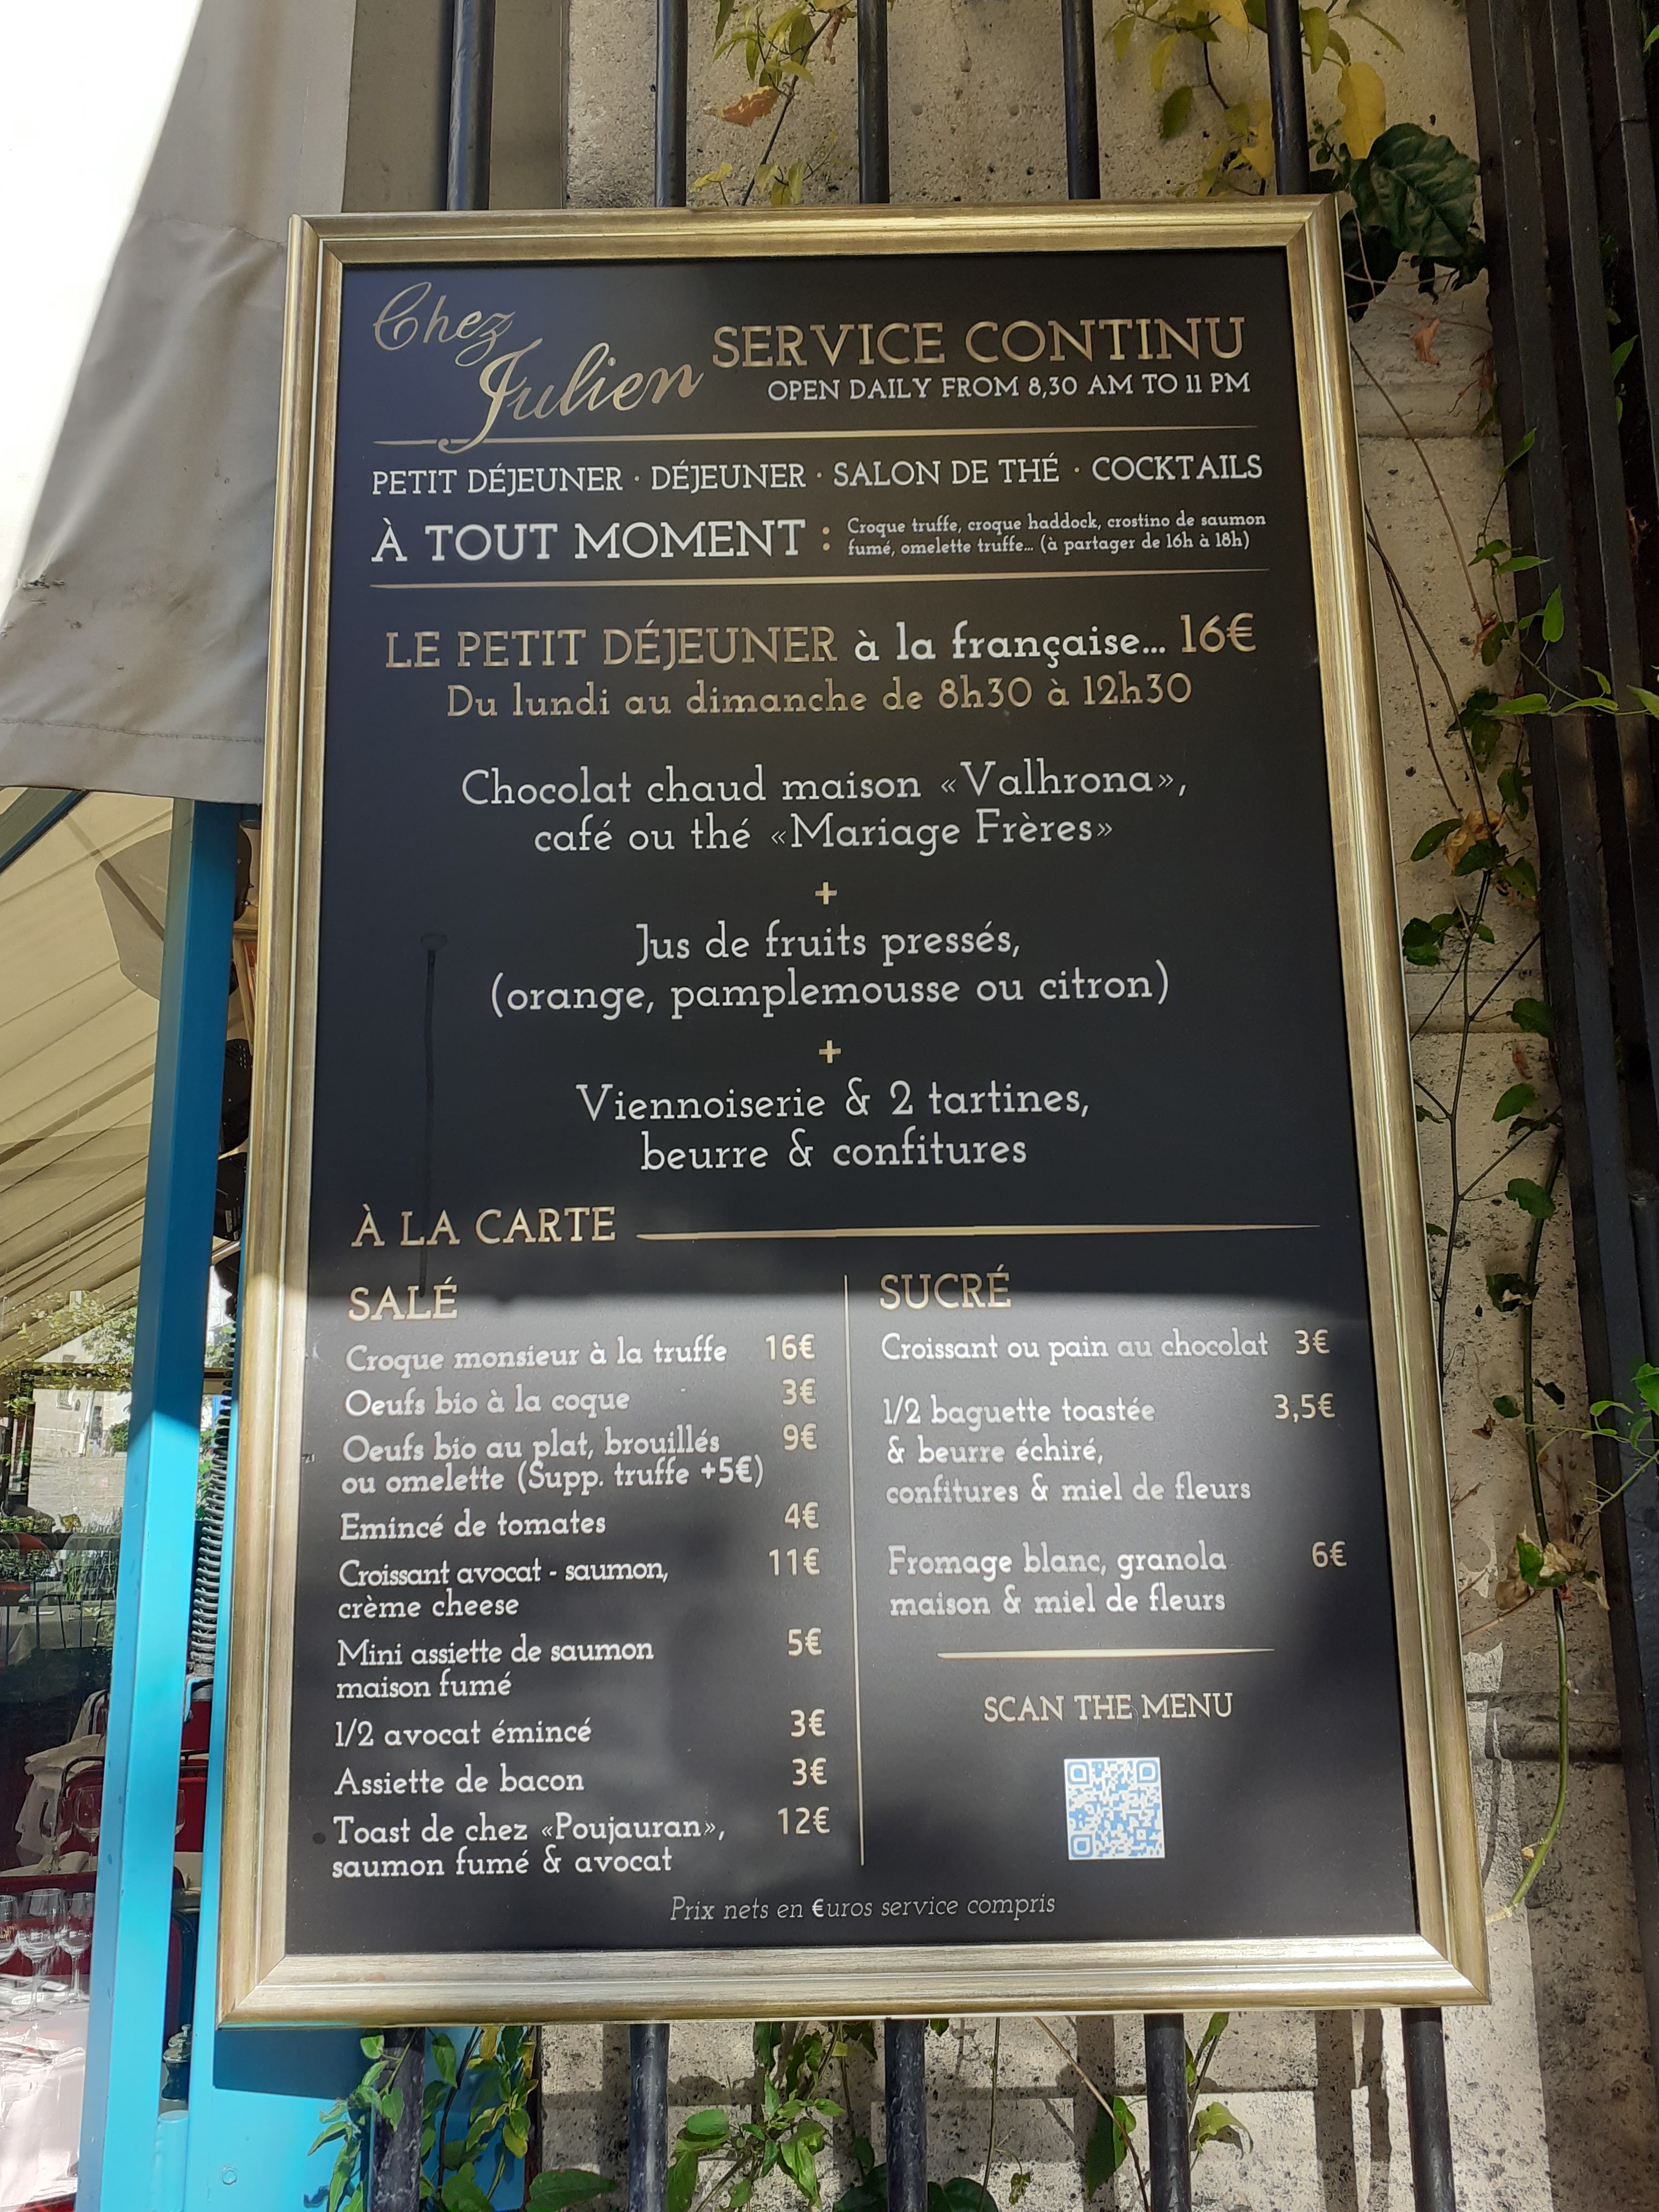 Chez
Julien
SERVICE CONTINU
OPEN DAILY FROM 8,30 AM TO 11 PM
PETIT DÉJEUNER · DÉJEUNER · SALON DE THÉ · COCKTAILS
À TOUT MOMENT :
Croque truffe, croque haddock, crostino de saumon
fumé, omelette truffe... (à partager de 16h à 18h)
LE PETIT DÉJEUNER à la française... 16€
Du lundi au dimanche de 8h30 à 12h30
Chocolat chaud maison «Valhrona»,
café ou thé «Mariage Frères»
+
Jus de fruits pressés,
(orange, pamplemousse ou citron)
+
Viennoiserie & 2 tartines,
beurre & confitures
À LA CARTE
SALÉ
Croque monsieur à la truffe 16€
Oeufs bio à la coque 3€
Oeufs bio au plat, brouillés 9€
ou omelette (Supp. truffe +5€)
Emincé de tomates 4€
Croissant avocat - saumon, 11€
crème cheese
Mini assiette de saumon 5€
maison fumé
1/2 avocat émincé 3€
Assiette de bacon 3€
Toast de chez «Poujauran», 12€
saumon fumé & avocat
SUCRÉ
Croissant ou pain au chocolat 3€
1/2 baguette toastée 3,5€
& beurre échiré,
confitures & miel de fleurs
Fromage blanc, granola 6€
maison & miel de fleurs
SCAN THE MENU
Prix nets en €uros service compris